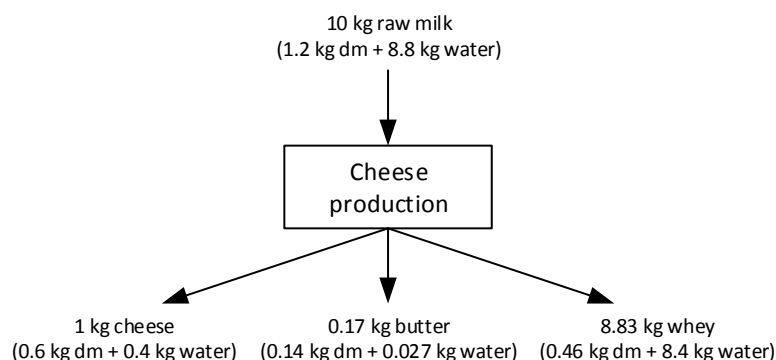 10 kg raw milk
(1.2 kg dm + 8.8 kg water)
Cheese
production
1 kg cheese
(0.6 kg dm + 0.4 kg water)
0.17 kg butter
(0.14 kg dm + 0.027 kg water)
8.83 kg whey
(0.46 kg dm + 8.4 kg water)